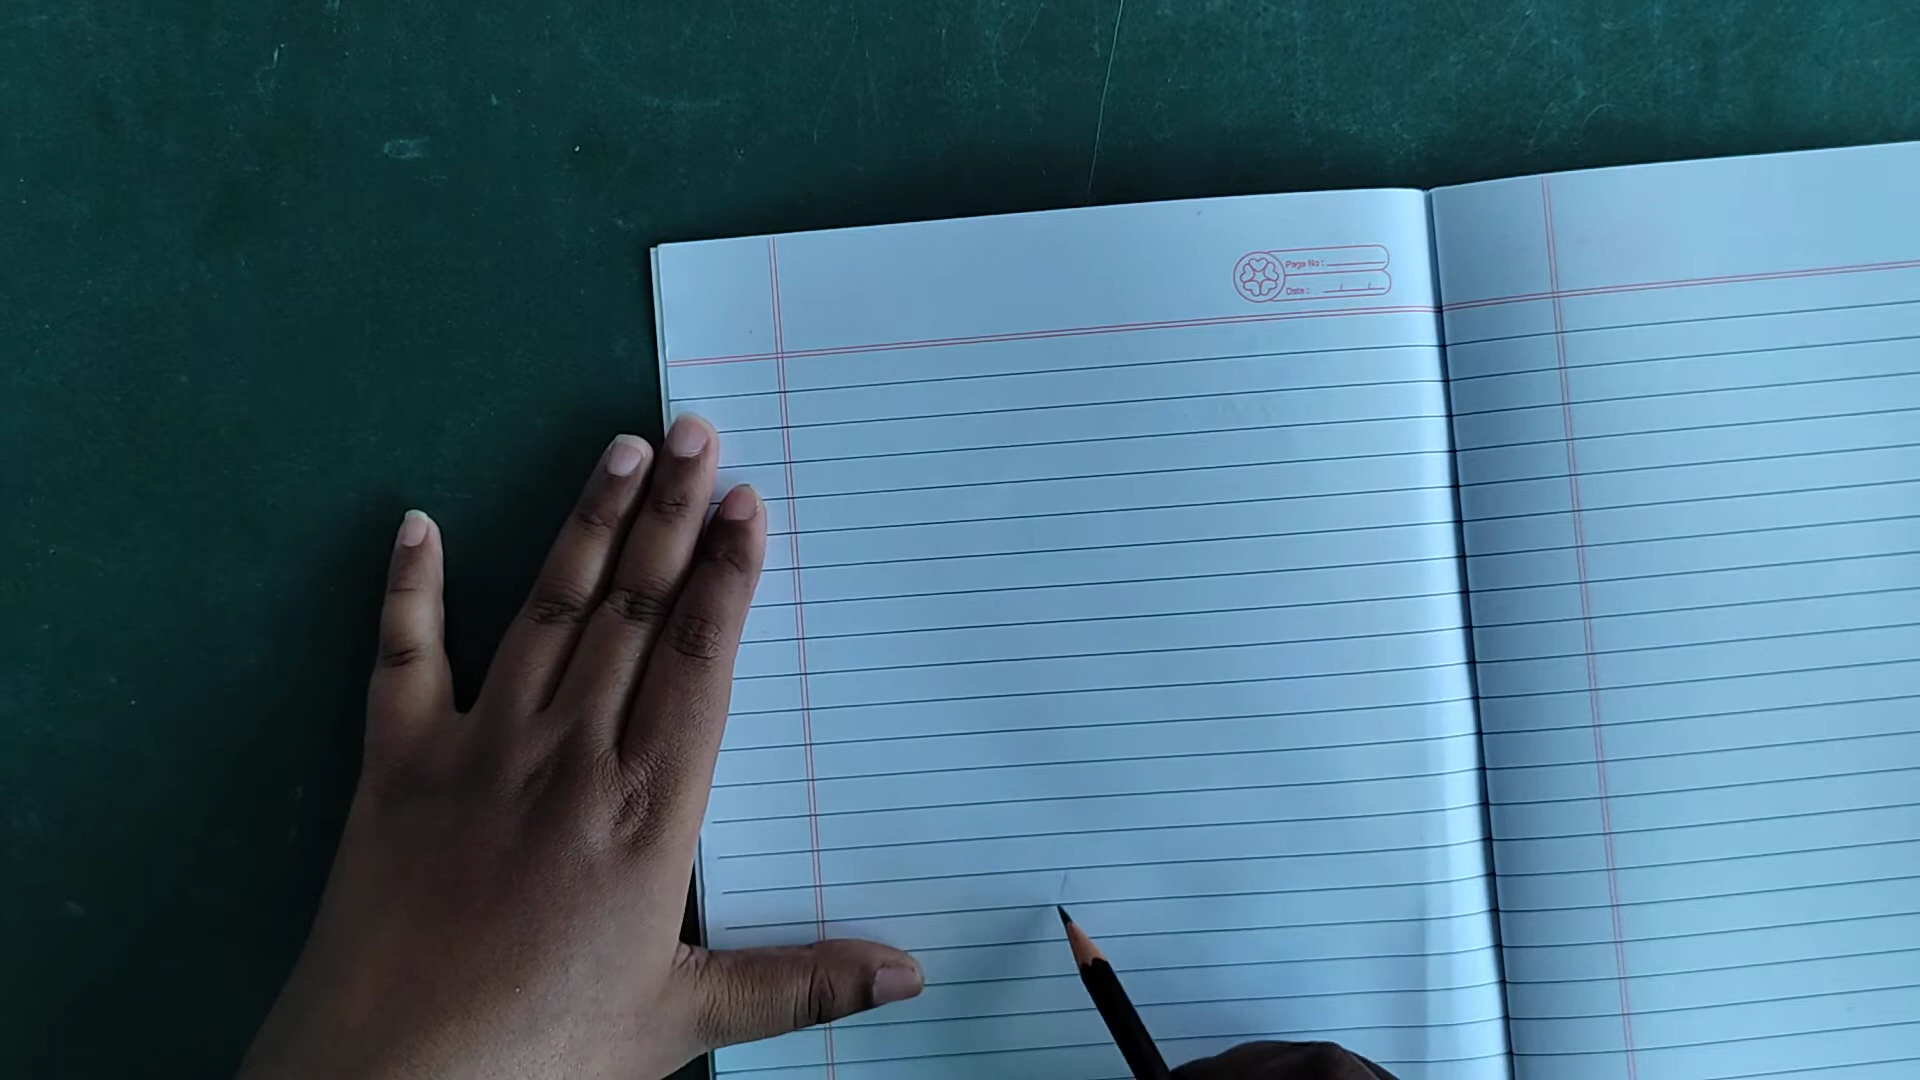 Page No :
Date : / /